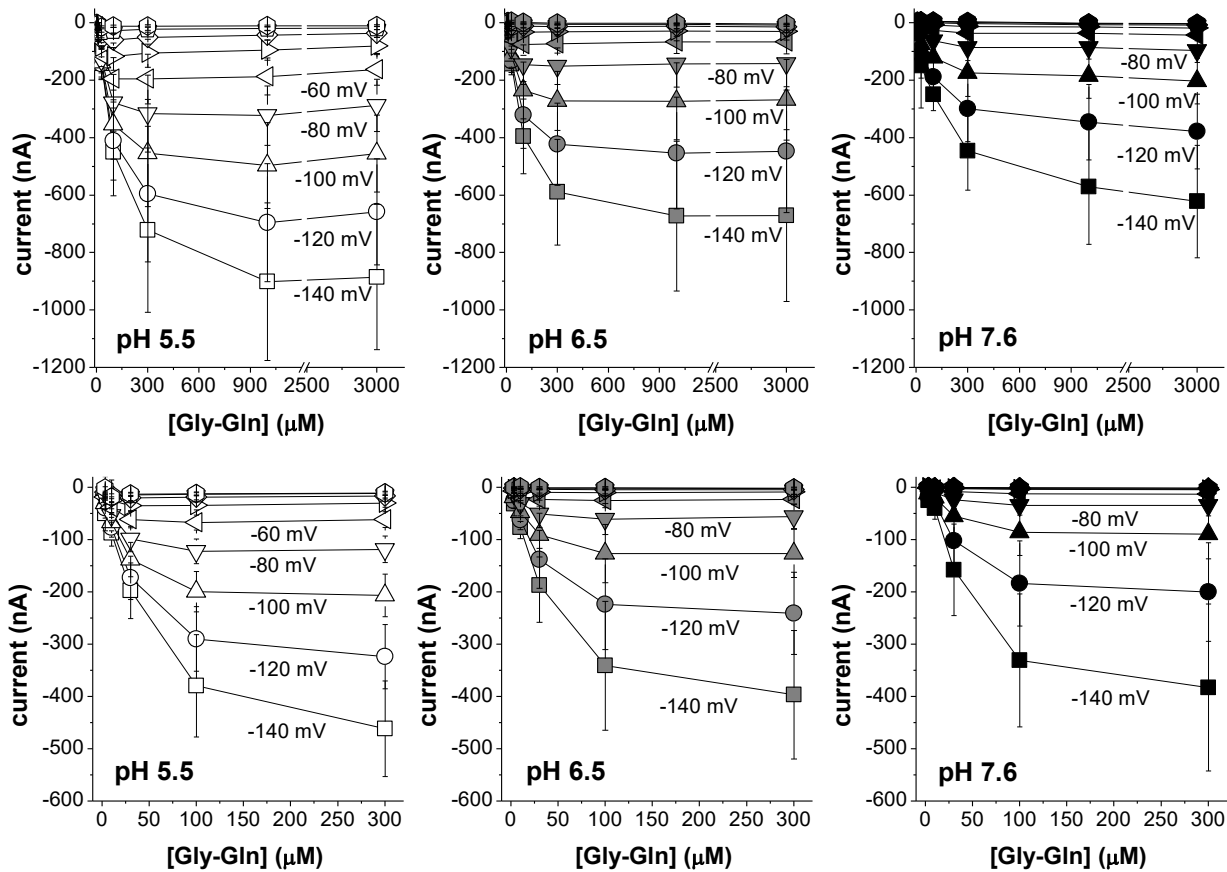 0
-200
-400
-600
-800
-1000
-1200
current (nA)
-60 mV
-80 mV
-100 mV
-120 mV
-140 mV
pH 5.5
0 300 600 900 2500 3000
[Gly-Gln] (μM)
0
-200
-400
-600
-800
-1000
-1200
current (nA)
-80 mV
-100 mV
-120 mV
-140 mV
pH 6.5
0 300 600 900 2500 3000
[Gly-Gln] (μM)
0
-200
-400
-600
-800
-1000
-1200
current (nA)
-80 mV
-100 mV
-120 mV
-140 mV
pH 7.6
0 300 600 900 2500 3000
[Gly-Gln] (μM)
0
-100
-200
-300
-400
-500
-600
current (nA)
-60 mV
-80 mV
-100 mV
-120 mV
-140 mV
pH 5.5
0 50 100 150 200 250 300
[Gly-Gln] (μM)
0
-100
-200
-300
-400
-500
-600
current (nA)
-80 mV
-100 mV
-120 mV
-140 mV
pH 6.5
0 50 100 150 200 250 300
[Gly-Gln] (μM)
0
-100
-200
-300
-400
-500
-600
current (nA)
-80 mV
-100 mV
-120 mV
-140 mV
pH 7.6
0 50 100 150 200 250 300
[Gly-Gln] (μM)